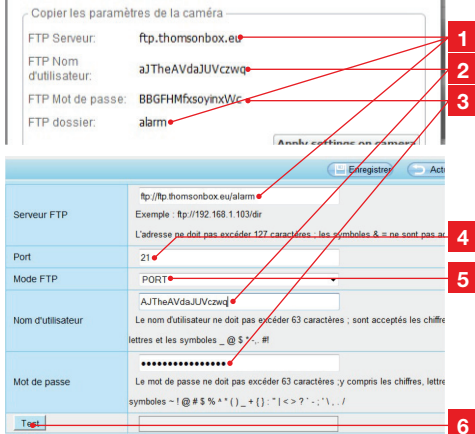 Copier les paramètres de la caméra
FTP Serveur: ftp.thomsonbox.eu
FTP Nom d'utilisateur: aJTheAVdaJUVczwq
FTP Mot de passe: BBGFHMfxsoyinxWc
FTP dossier: alarm
Apply settings on camera
1
2
3
Enregistrer
Serveur FTP
ftp://ftp.thomsonbox.eu/alarm
Exemple : ftp://192.168.1.103/dir
L'adresse ne doit pas excéder 127 caractères ; les symboles & = ne sont pas
Port
21
4
Mode FTP
PORT
5
Nom d'utilisateur
AJTheAVdaJUVczwq
Le nom d'utilisateur ne doit pas excéder 63 caractères ; sont acceptés les chiffre
lettres et les symboles _ @ $ * - , . #!
Mot de passe
••••••••••••••••
Le mot de passe ne doit pas excéder 63 caractères ;y compris les chiffres, lettre
symboles ~ ! @ # $ % ^ * ( ) _ + { } : " | < > ? ` - ; ' \ , . /
Test
6